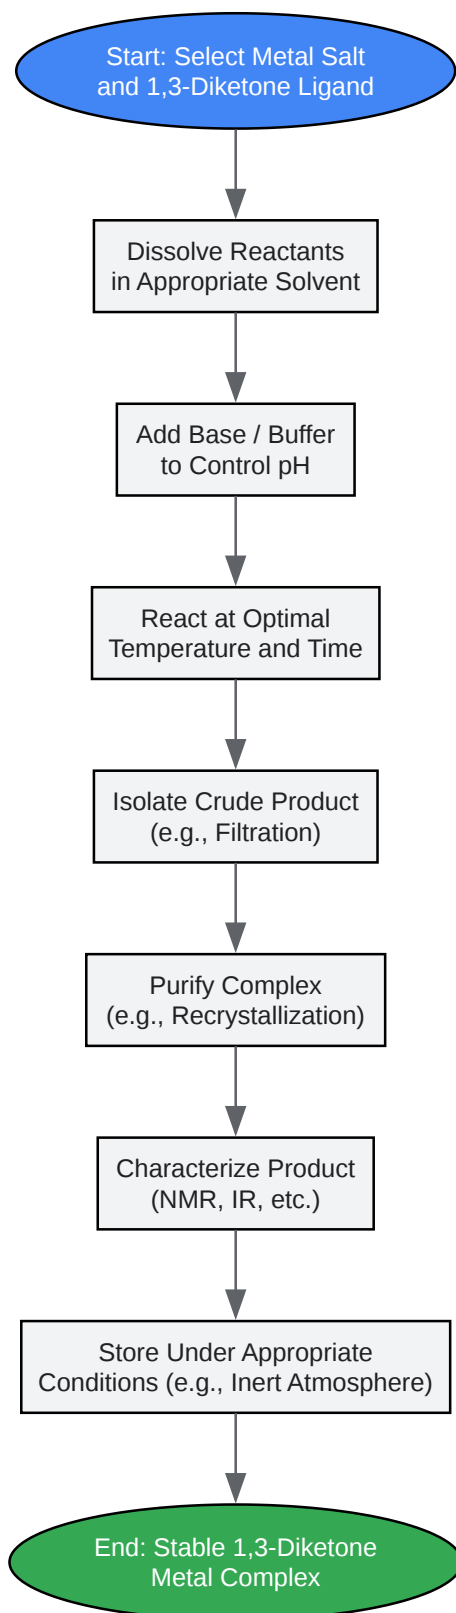 Start: Select Metal Salt
and 1,3-Diketone Ligand
Dissolve Reactants
in Appropriate Solvent
Add Base / Buffer
to Control pH
React at Optimal
Temperature and Time
Isolate Crude Product
(e.g., Filtration)
Purify Complex
(e.g., Recrystallization)
Characterize Product
(NMR, IR, etc.)
Store Under Appropriate
Conditions (e.g., Inert Atmosphere)
End: Stable 1,3-Diketone
Metal Complex